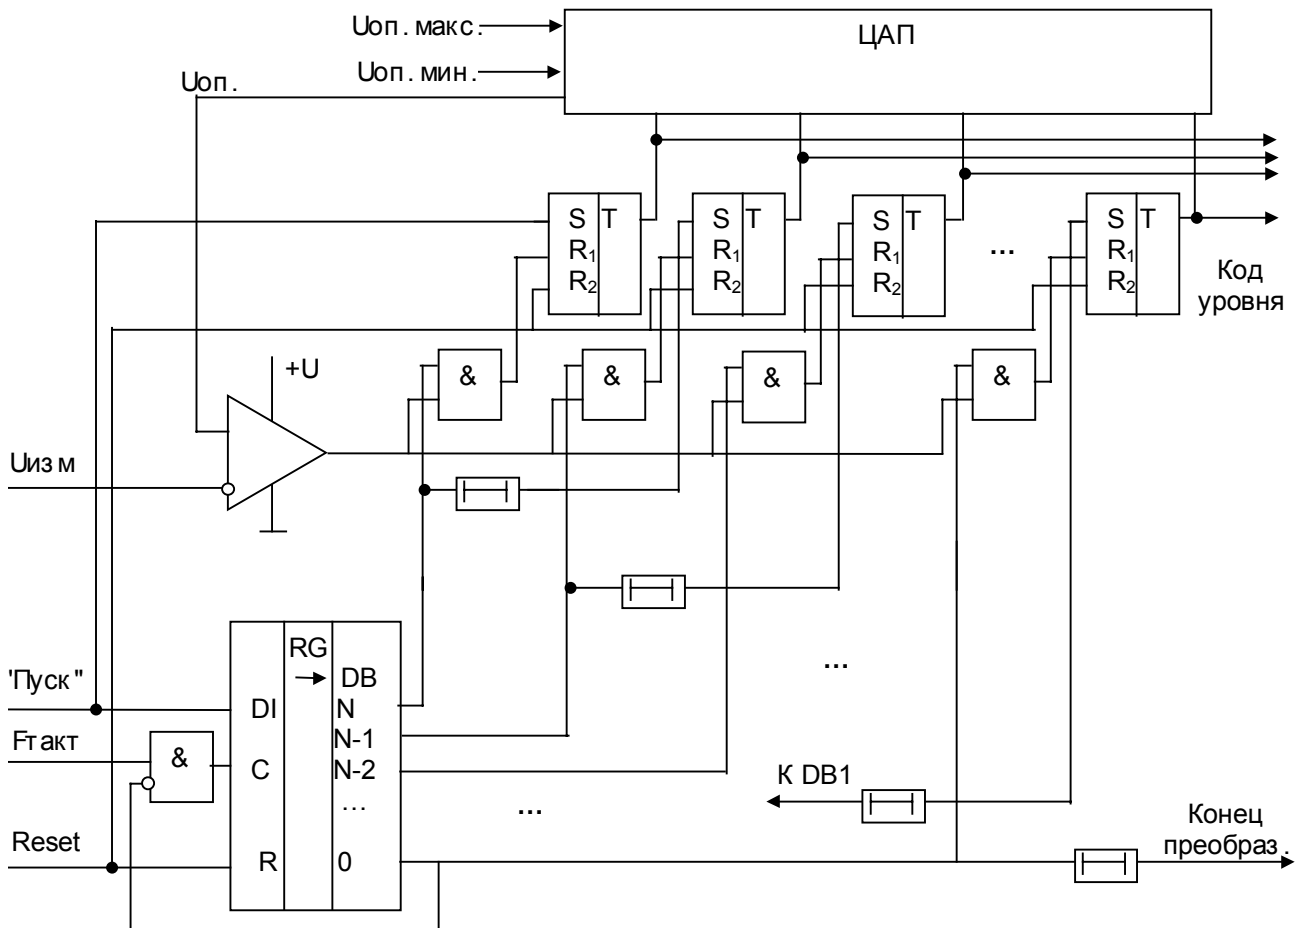 Uоп. макс.
ЦАП
Uоп. мин.
Uоп.
S T
R1
R2
S T
R1
R2
S T
R1
R2
...
S T
R1
R2
Код
уровня
+U
&
&
&
&
Uизм
RG
...
"Пуск"
DB
DI
N
Fтакт
N-1
&
C
N-2
К DB1
...
...
Reset
R
0
Конец
преобраз.